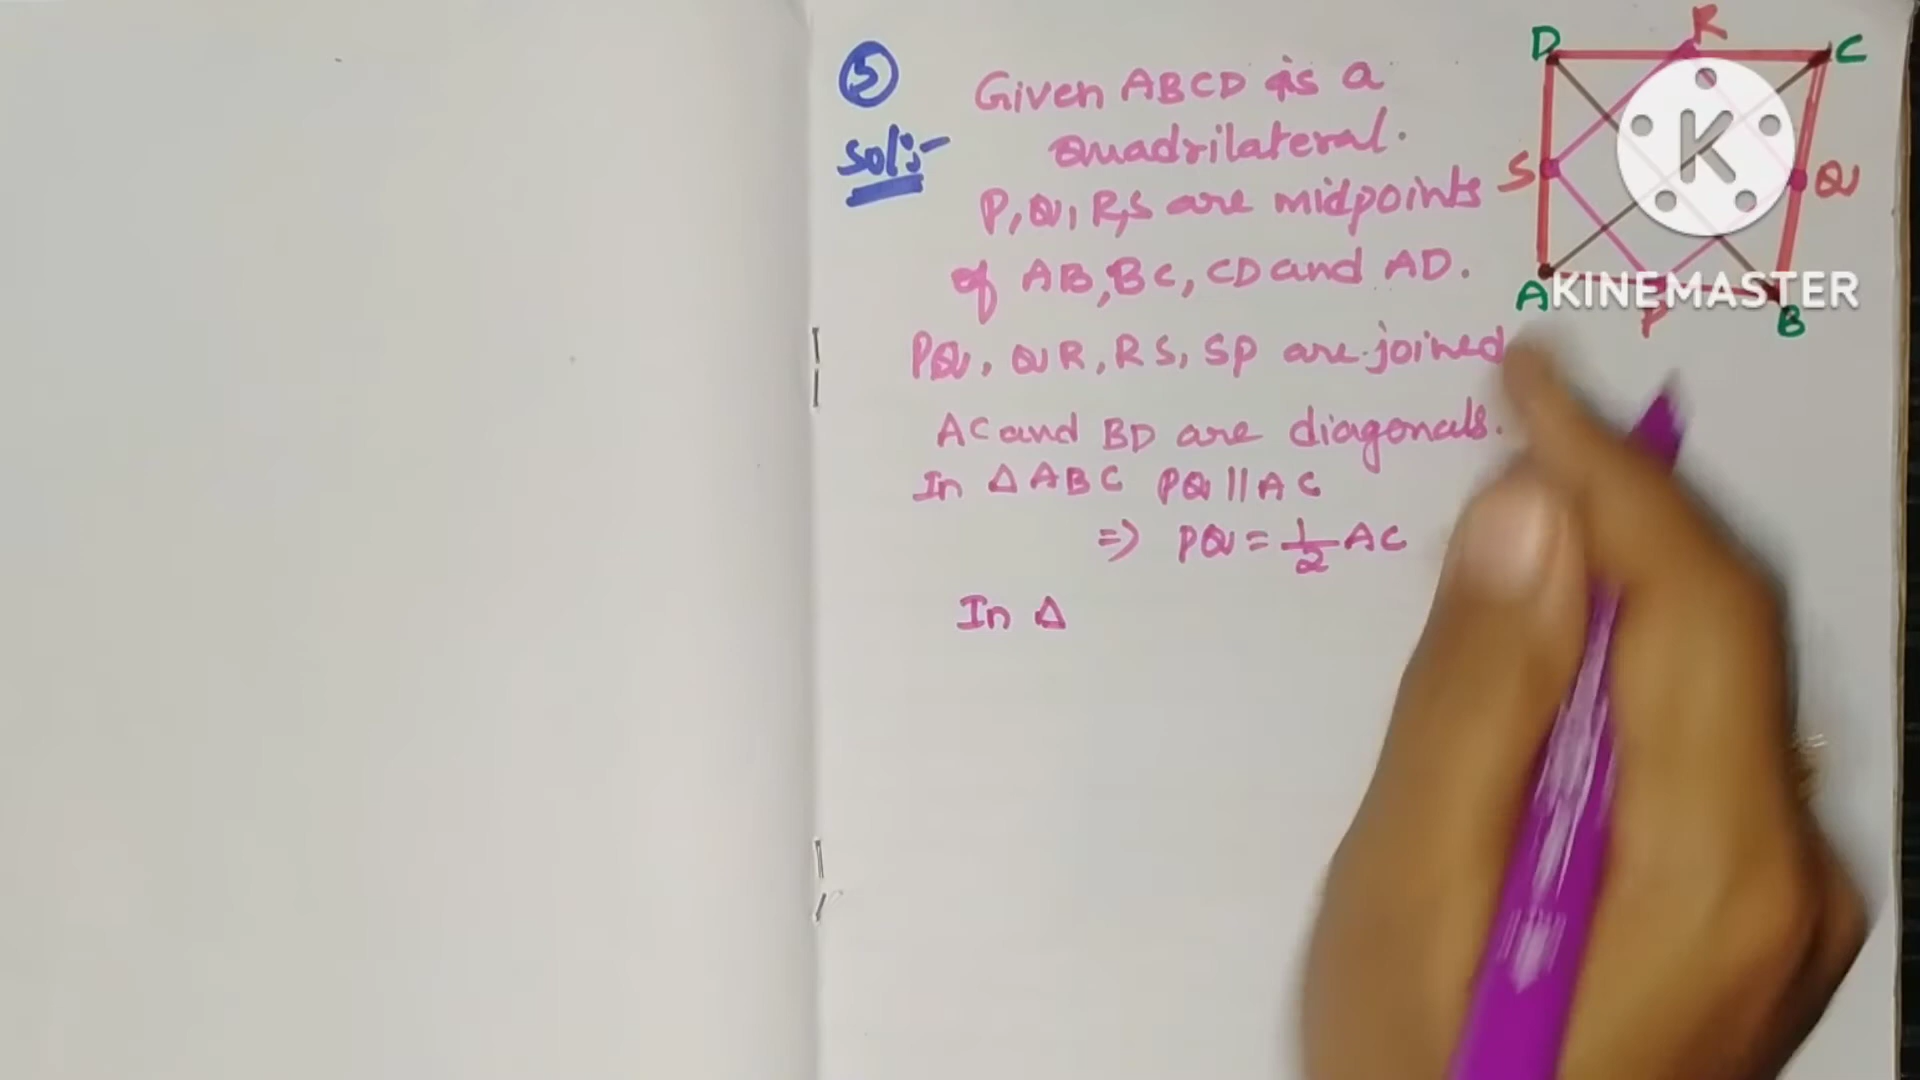 5
Sol:-
Given ABCD is a
Quadrilateral.
P, Q, R, S are midpoints
of AB, BC, CD and AD.
PQ, QR, RS, SP are joined
AC and BD are diagonals.
In Δ ABC PQ || AC
⇒ PQ = 1/2 AC
In Δ
D R C
S Q
A P B
K
KINEMASTER